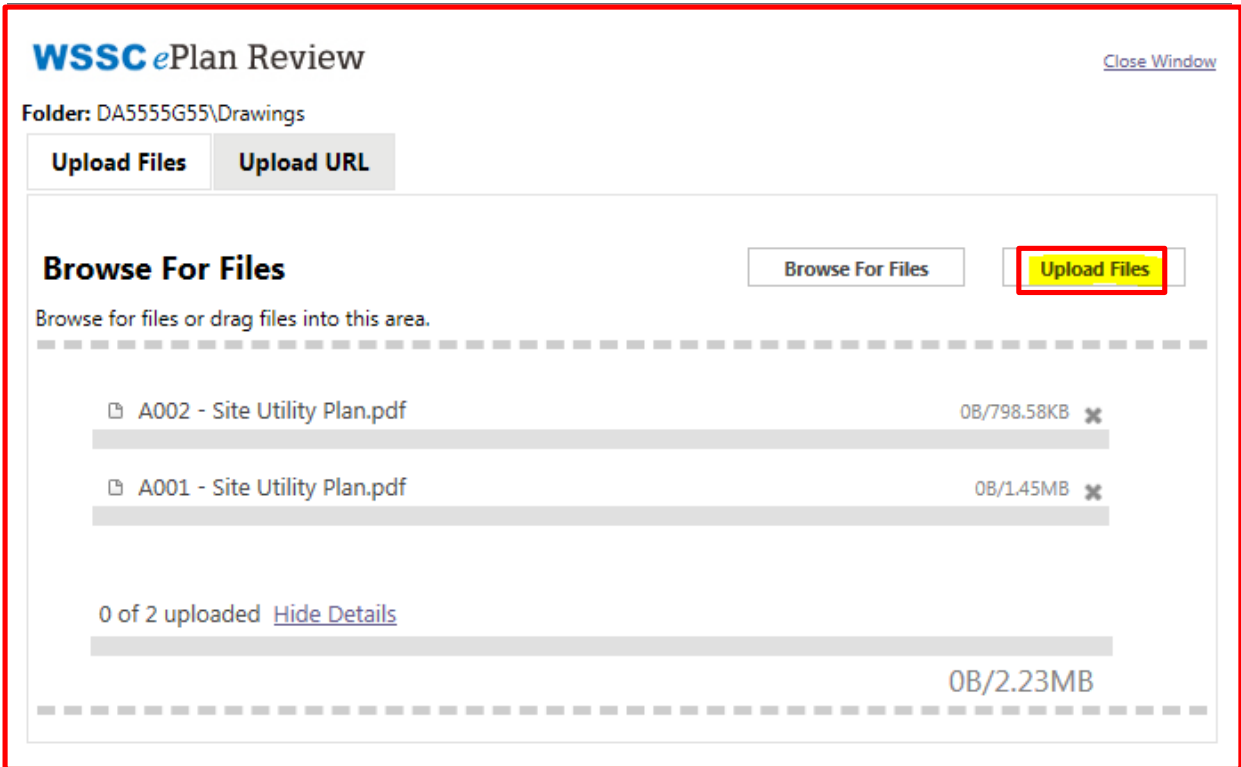 WSSC ePlan Review
Close Window
Folder: DA5555G55\Drawings
Upload Files
Upload URL
Browse For Files
Browse For Files
Upload Files
Browse for files or drag files into this area.
A002 - Site Utility Plan.pdf
0B/798.58KB
A001 - Site Utility Plan.pdf
0B/1.45MB
0 of 2 uploaded Hide Details
0B/2.23MB